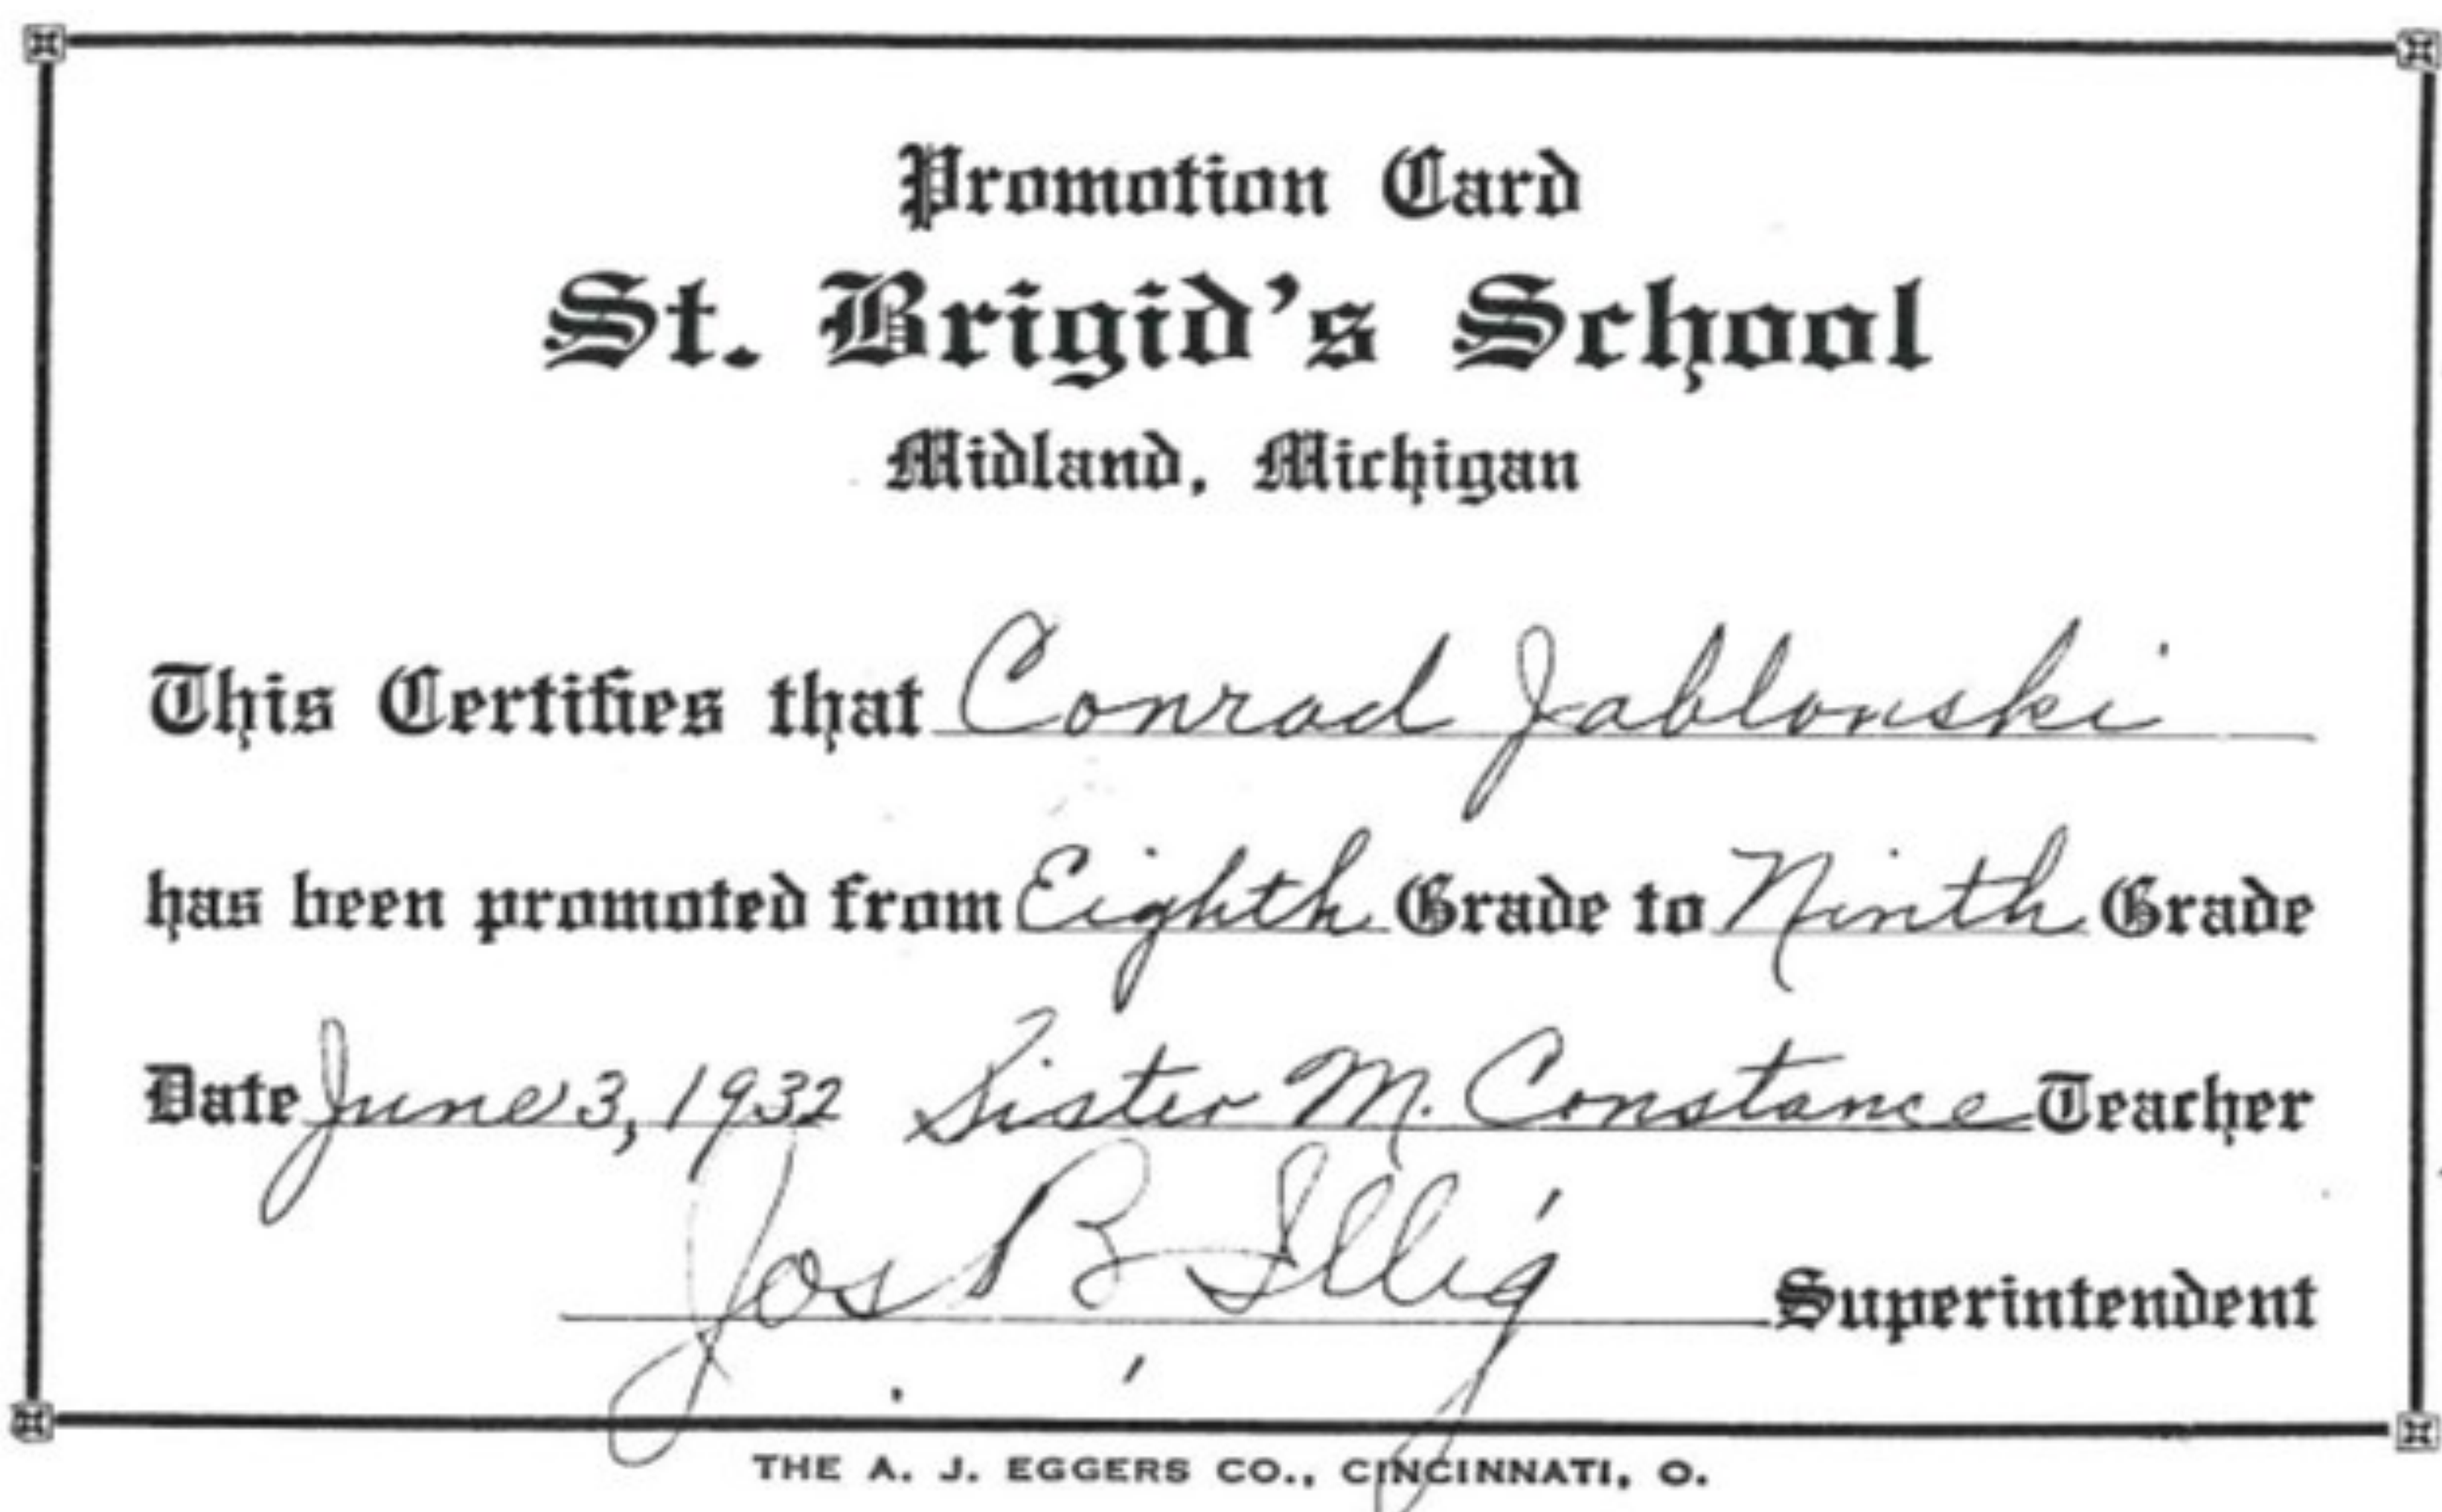 Promotion Card
St. Brigid's School
Midland, Michigan
This Certifies that Conrad Jablonski
has been promoted from Eighth Grade to Ninth Grade
Date June 3, 1932 Sister M. Constance Teacher
Jos B Illig Superintendent
THE A. J. EGGERS CO., CINCINNATI, O.